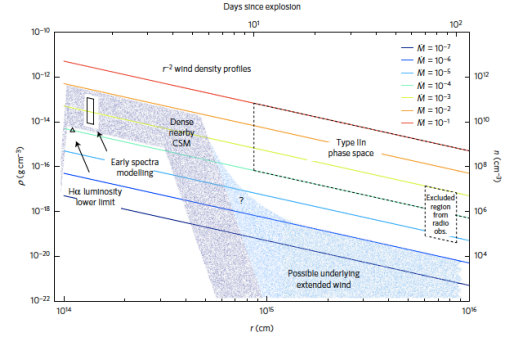 Days since explosion
10¹
10²
10⁻¹⁰
10⁻¹²
10⁻¹⁴
10⁻¹⁶
10⁻¹⁸
10⁻²⁰
10⁻²²
ρ (g cm⁻³)
r⁻² wind density profiles
Ṁ = 10⁻⁷
Ṁ = 10⁻⁶
Ṁ = 10⁻⁵
Ṁ = 10⁻⁴
Ṁ = 10⁻³
Ṁ = 10⁻²
Ṁ = 10⁻¹
10¹²
10¹⁰
10⁸
10⁶
10⁴
n (cm⁻³)
Dense
nearby
CSM
Type IIn
phase space
Early spectra
modelling
Hα luminosity
lower limit
?
Excluded
region
from
radio
obs.
Possible underlying
extended wind
10¹⁴
10¹⁵
10¹⁶
r (cm)